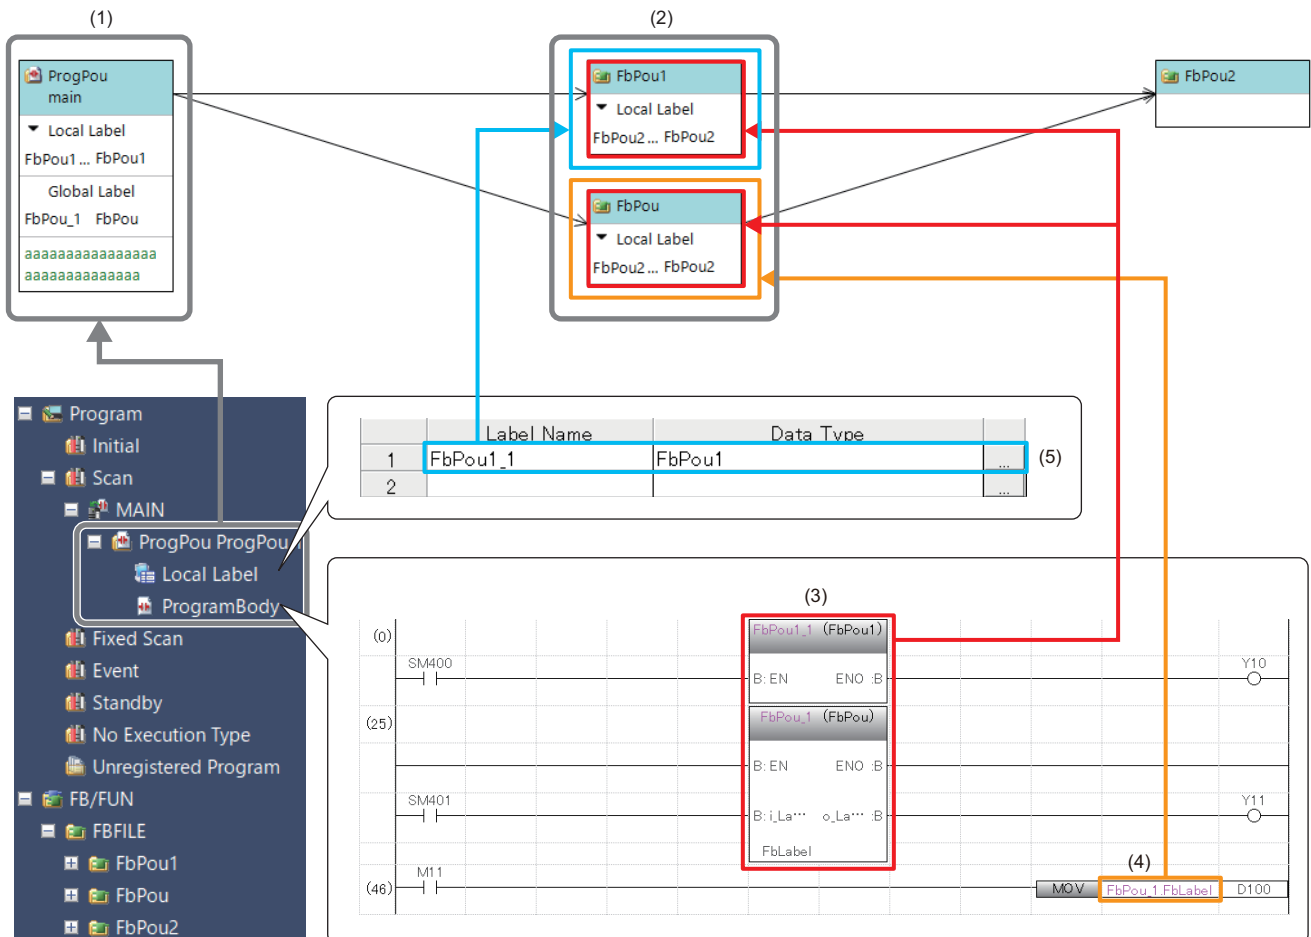 (1)
(2)
ProgPou
main
Local Label
FbPou1... FbPou1
Global Label
FbPou_1 FbPou
aaaaaaaaaaaaaaaa
aaaaaaaaaaaaaa
FbPou1
Local Label
FbPou2... FbPou2
FbPou
Local Label
FbPou2... FbPou2
FbPou2
Program
Initial
Scan
MAIN
ProgPou ProgPou
Local Label
ProgramBody
Fixed Scan
Event
Standby
No Execution Type
Unregistered Program
FB/FUN
FBFILE
FbPou1
FbPou
FbPou2
Label Name Data Type
1 FbPou1_1 FbPou1 ...
2 ...
(5)
(3)
(0)
FbPou1_1 (FbPou1)
SM400 Y10
B:EN ENO :B
(25)
FbPou_1 (FbPou)
B:EN ENO :B
SM401 Y11
B:i_La... o_La... :B
FbLabel
(4)
M11
(46)
MOV FbPou_1.FbLabel D100